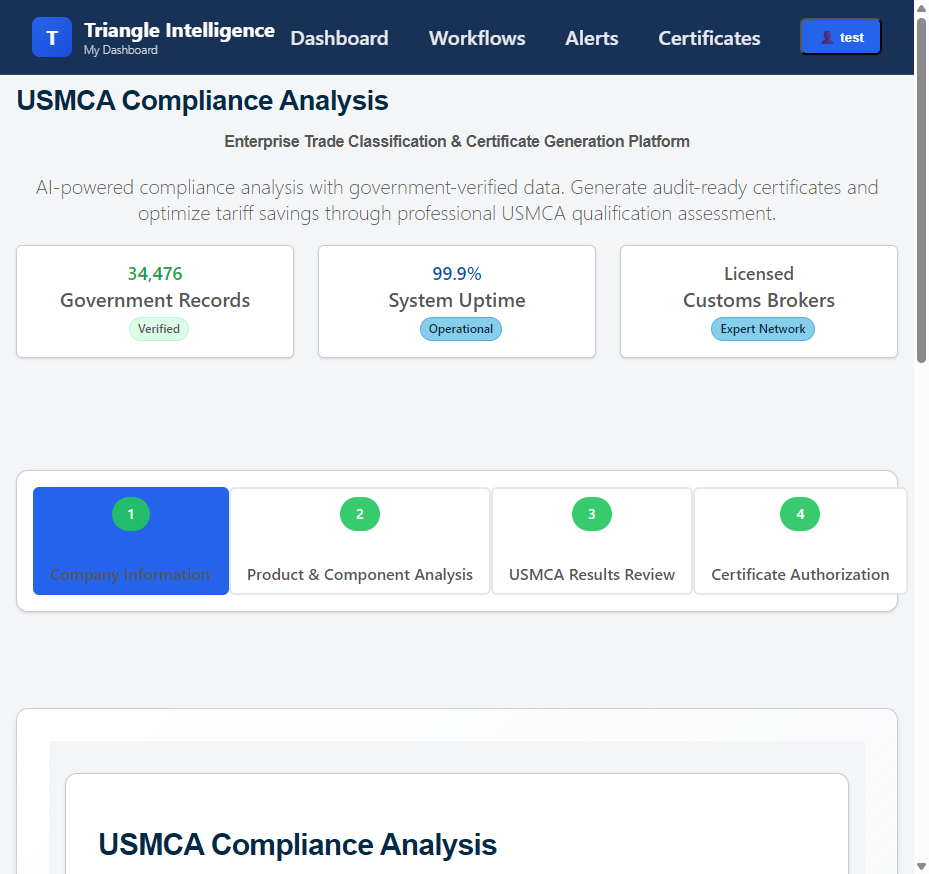 T
Triangle Intelligence
My Dashboard
Dashboard
Workflows
Alerts
Certificates
test
USMCA Compliance Analysis
Enterprise Trade Classification & Certificate Generation Platform
AI-powered compliance analysis with government-verified data. Generate audit-ready certificates and
optimize tariff savings through professional USMCA qualification assessment.
34,476
Government Records
Verified
99.9%
System Uptime
Operational
Licensed
Customs Brokers
Expert Network
1
Company Information
2
Product & Component Analysis
3
USMCA Results Review
4
Certificate Authorization
USMCA Compliance Analysis